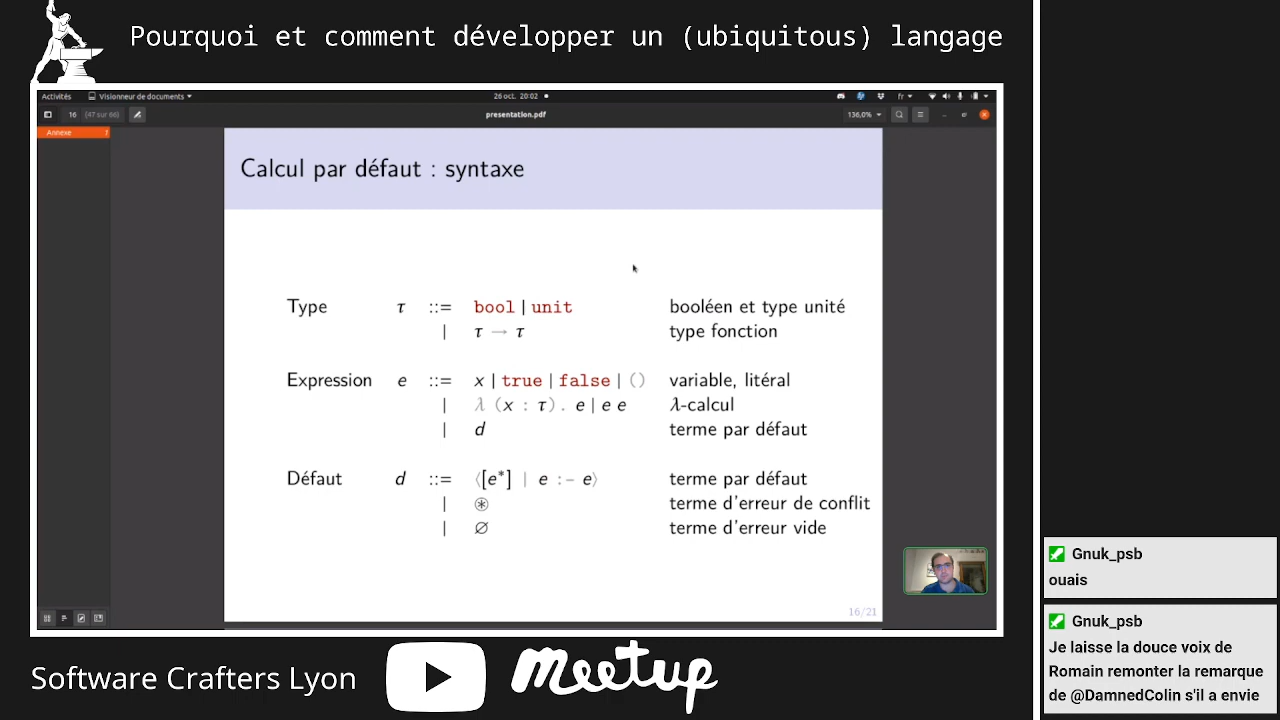 Pourquoi et comment développer un (ubiquitous) langage
Activités
Visionneur de documents
26 oct. 20:02
fr
16 (47 sur 66)
presentation.pdf
136,0%
Annexe
Calcul par défaut : syntaxe
Type τ ::= bool | unit booléen et type unité
| τ → τ type fonction
Expression e ::= x | true | false | () variable, litéral
| λ (x : τ). e | e e λ-calcul
| d terme par défaut
Défaut d ::= ⟨[e*] | e :- e⟩ terme par défaut
| ⊛ terme d'erreur de conflit
| ∅ terme d'erreur vide
16/21
Gnuk_psb
ouais
Gnuk_psb
Je laisse la douce voix de
Romain remonter la remarque
de @DamnedColin s'il a envie
Software Crafters Lyon
meetup